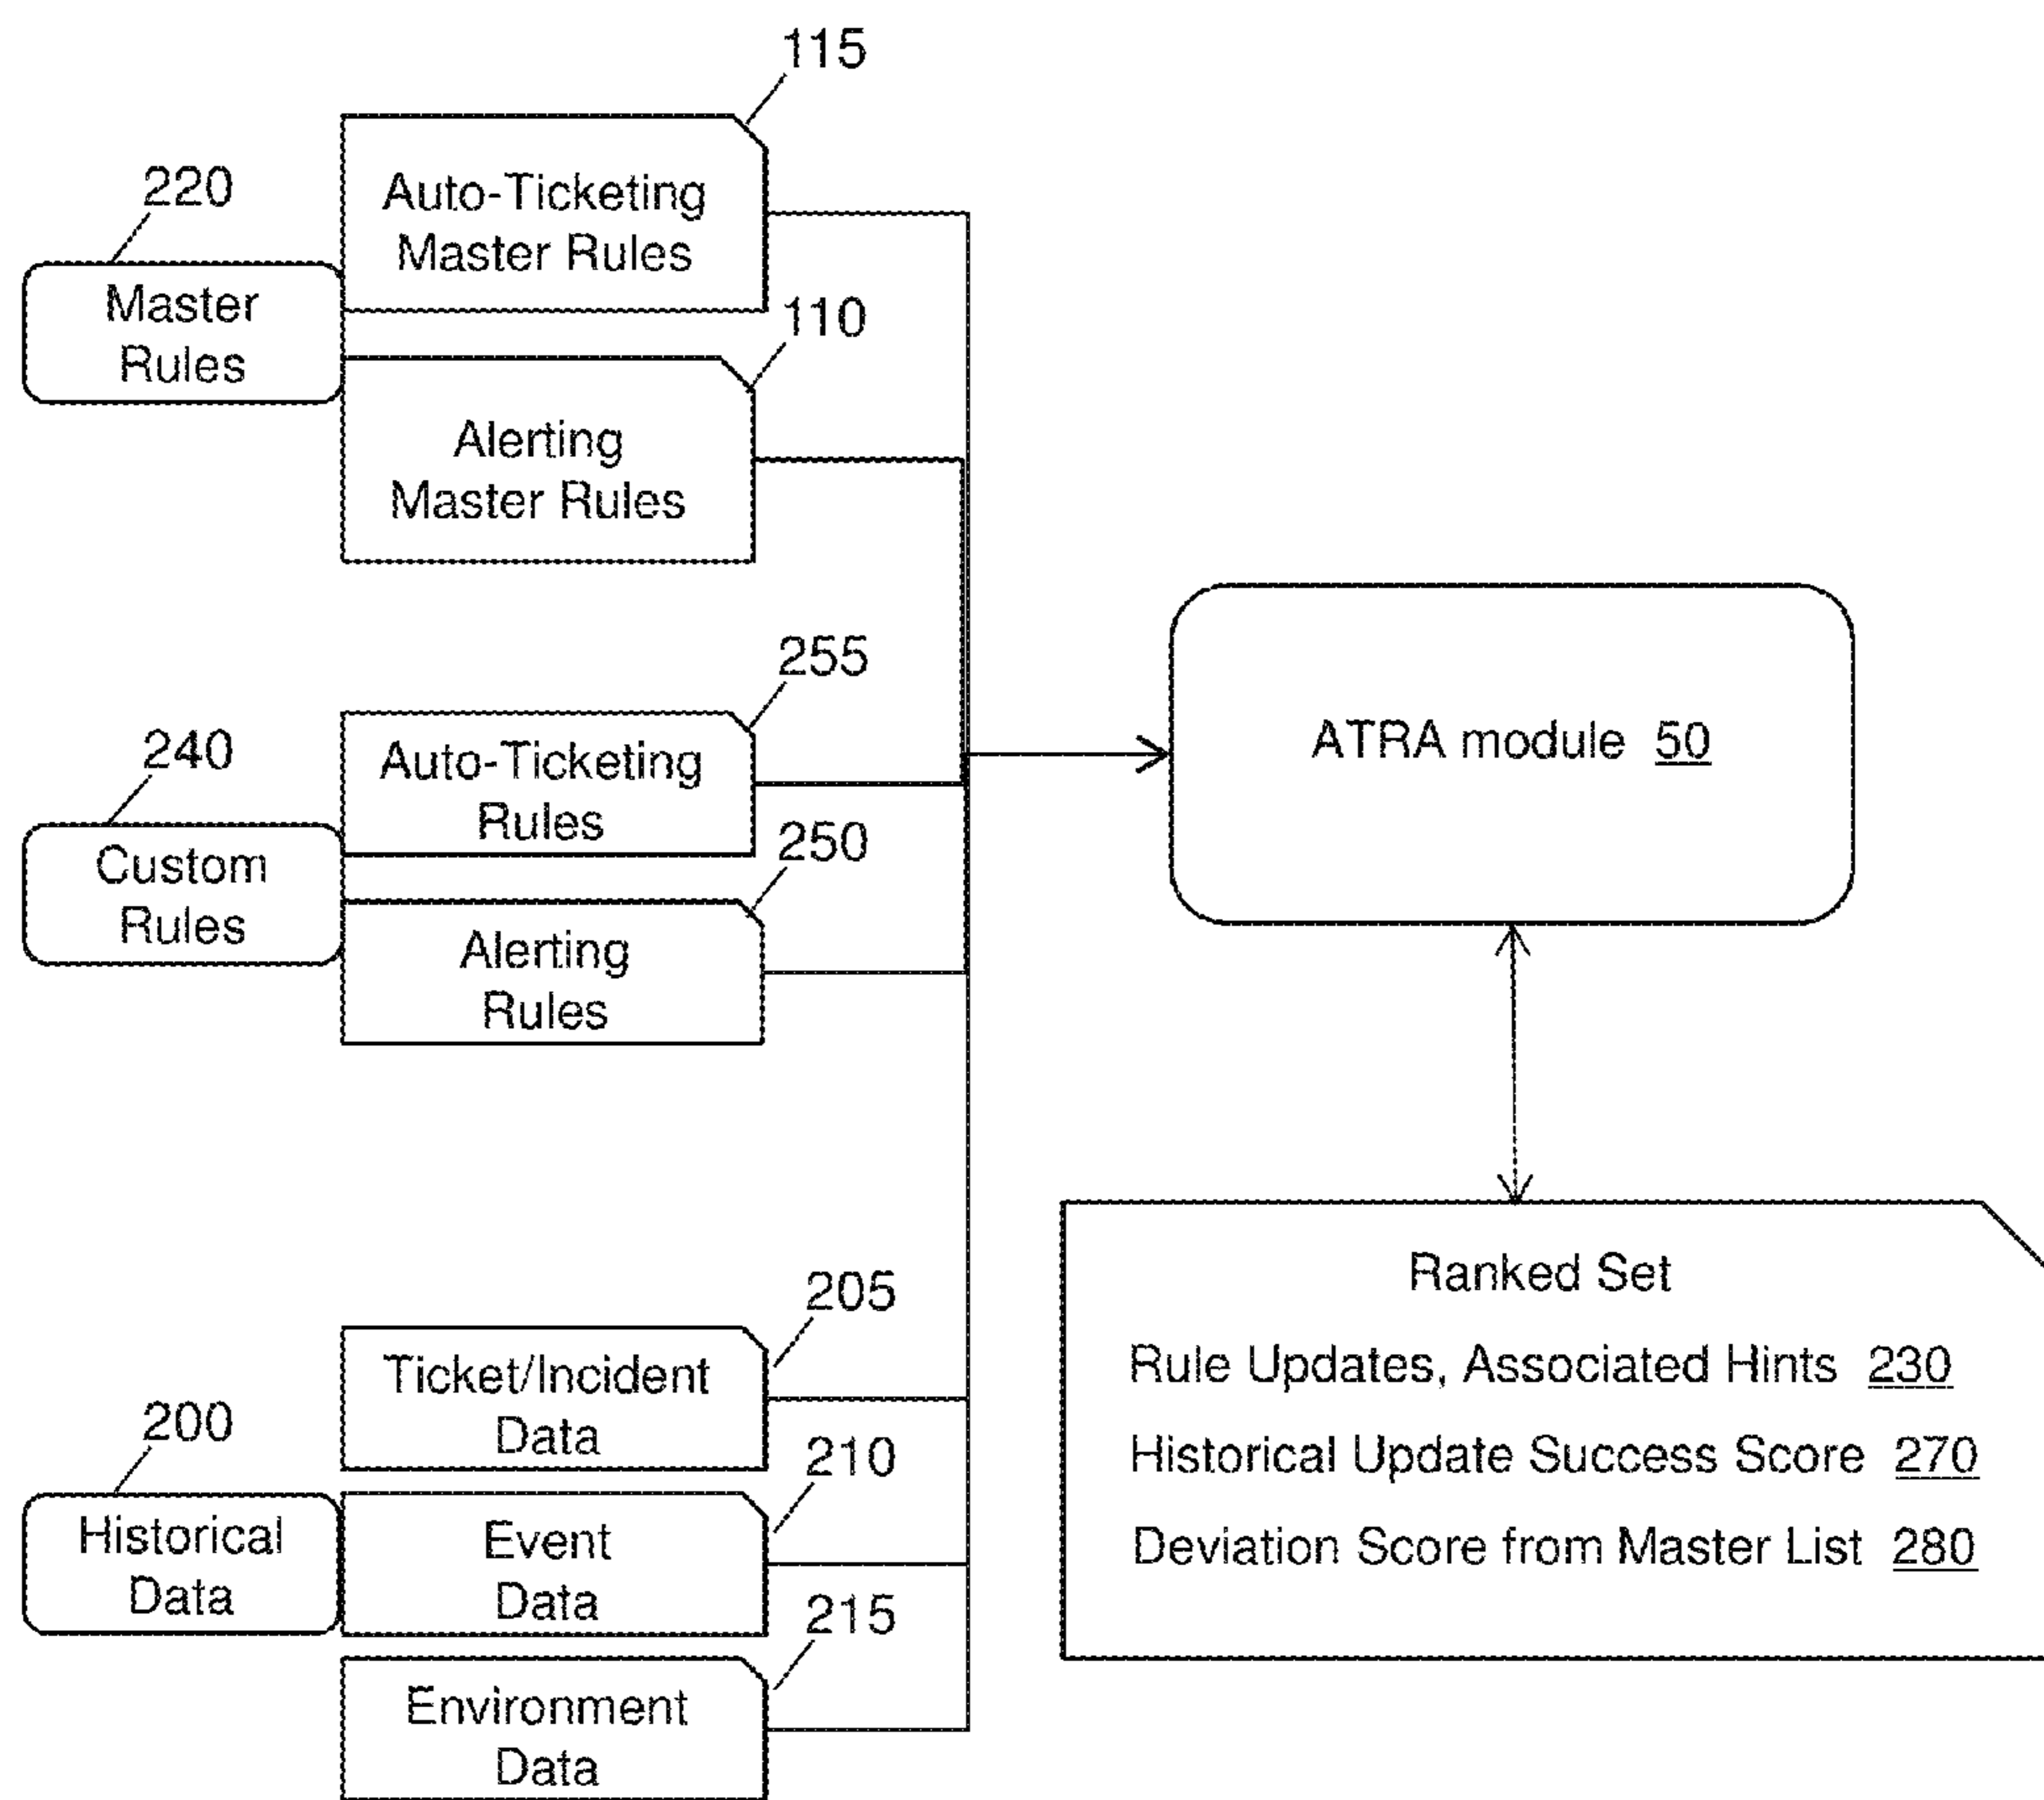 115
220
Auto-Ticketing
Master Rules
Master
Rules
110
Alerting
Master Rules
255
240
Auto-Ticketing
Rules
250
Custom
Rules
Alerting
Rules
ATRA module 50
205
Ticket/Incident
Data
200
210
Historical
Data
Event
Data
215
Environment
Data
Ranked Set
Rule Updates, Associated Hints 230
Historical Update Success Score 270
Deviation Score from Master List 280